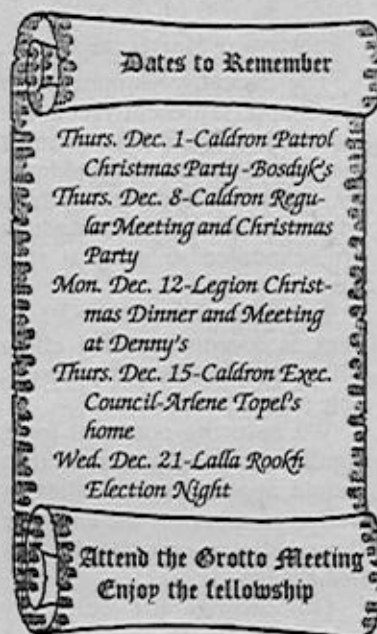 Dates to Remember
Thurs. Dec. 1-Caldron Patrol
Christmas Party-Bosdyk's
Thurs. Dec. 8-Caldron Regu-
lar Meeting and Christmas
Party
Mon. Dec. 12-Legion Christ-
mas Dinner and Meeting
at Denny's
Thurs. Dec. 15-Caldron Exec.
Council-Arlene Topel's
home
Wed. Dec. 21-Lalla Rookh
Election Night
Attend the Grotto Meeting
Enjoy the fellowship